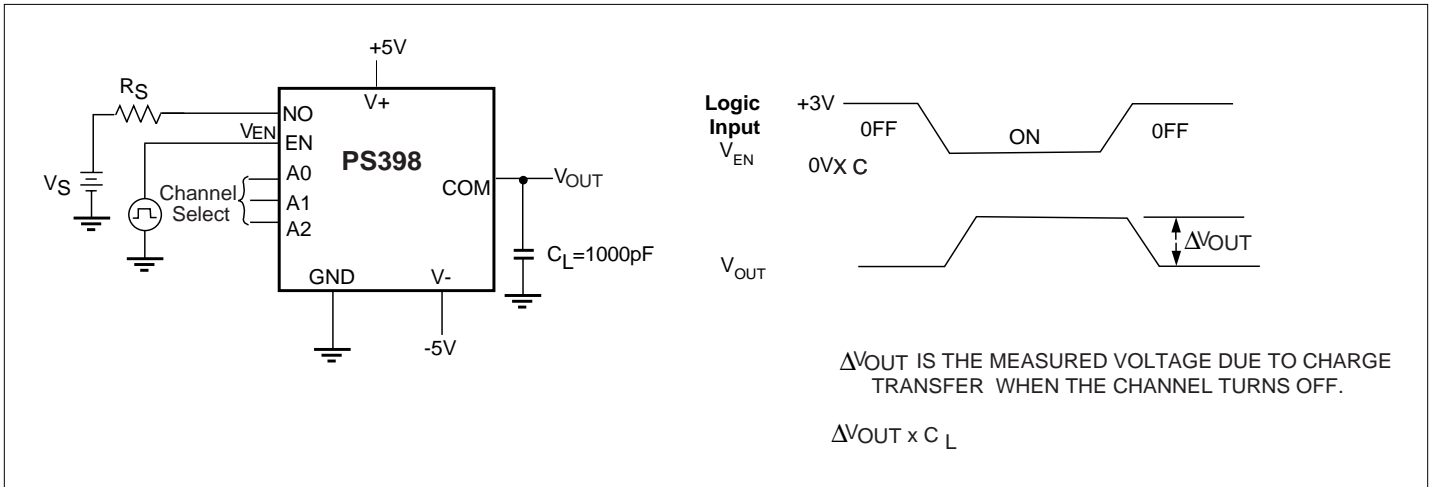 +5V
RS
V+
NO
VEN
EN
PS398
VS
Channel
Select
A0
A1
A2
COM
VOUT
CL=1000pF
GND
V-
-5V
Logic
Input
VEN
+3V
0FF
ON
0FF
0VX C
VOUT
ΔVOUT
ΔVOUT IS THE MEASURED VOLTAGE DUE TO CHARGE
TRANSFER WHEN THE CHANNEL TURNS OFF.
ΔVOUT x C L